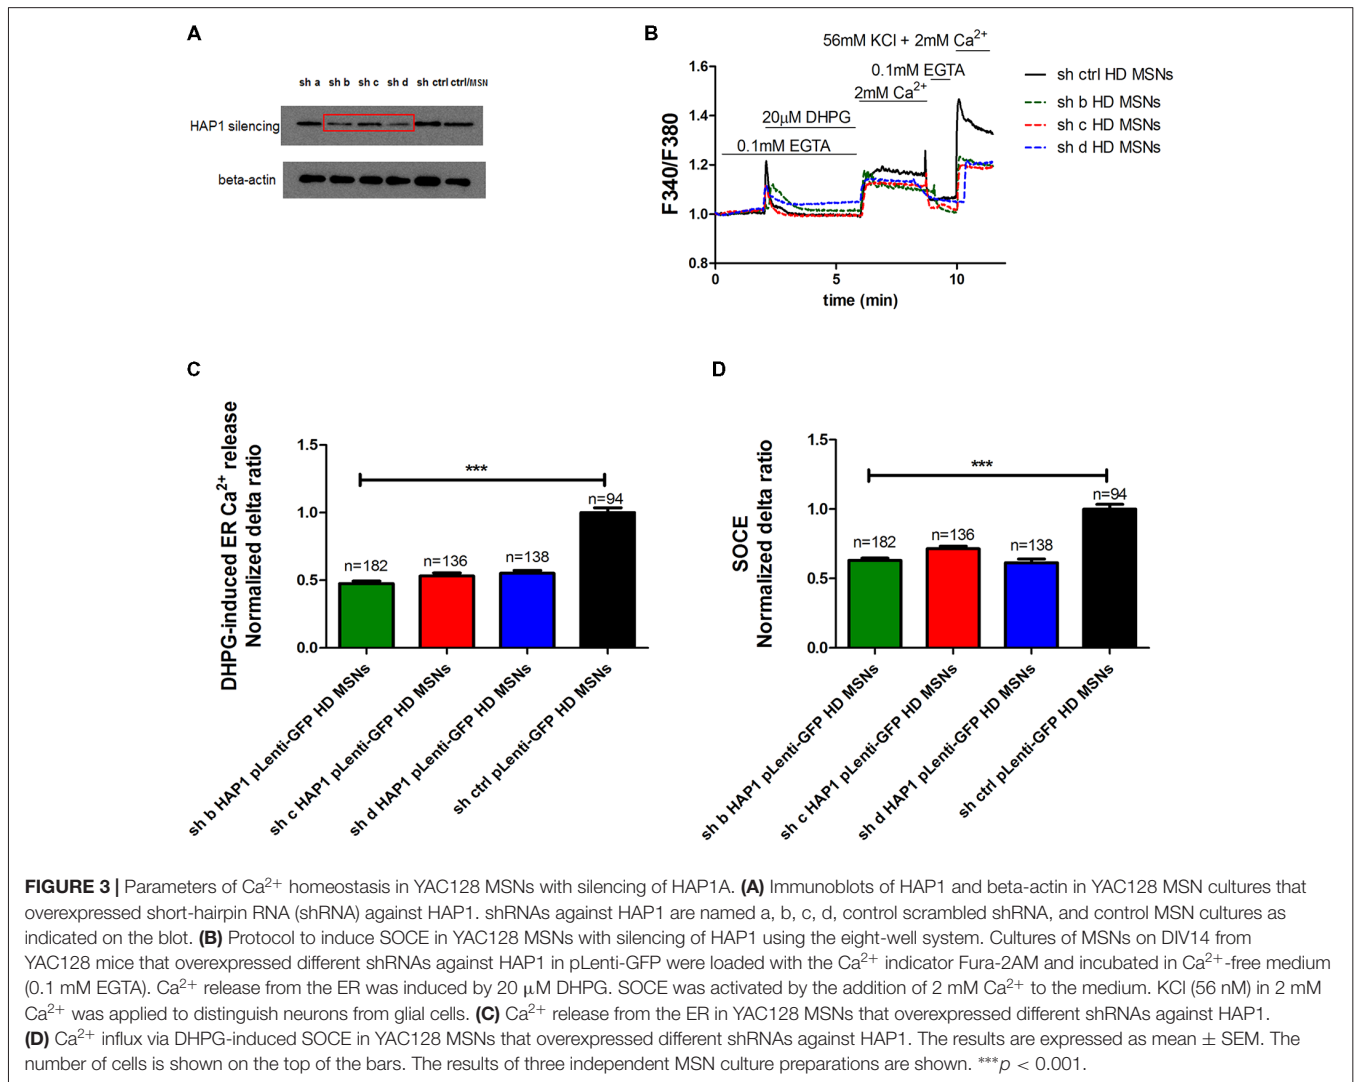 A
sh a sh b sh c sh d sh ctrl ctrl/MSN
HAP1 silencing
beta-actin
B
56mM KCl + 2mM Ca²⁺
0.1mM EGTA
2mM Ca²⁺
20µM DHPG
0.1mM EGTA
F340/F380
1.6
1.4
1.2
1.0
0.8
0
5
10
time (min)
sh ctrl HD MSNs
sh b HD MSNs
sh c HD MSNs
sh d HD MSNs
C
DHPG-induced ER Ca²⁺ release
Normalized delta ratio
1.5
1.0
0.5
0.0
***
n=182
n=136
n=138
n=94
sh b HAP1 pLenti-GFP HD MSNs
sh c HAP1 pLenti-GFP HD MSNs
sh d HAP1 pLenti-GFP HD MSNs
sh ctrl pLenti-GFP HD MSNs
D
SOCE
Normalized delta ratio
1.5
1.0
0.5
0.0
***
n=182
n=136
n=138
n=94
sh b HAP1 pLenti-GFP HD MSNs
sh c HAP1 pLenti-GFP HD MSNs
sh d HAP1 pLenti-GFP HD MSNs
sh ctrl pLenti-GFP HD MSNs
FIGURE 3 | Parameters of Ca²⁺ homeostasis in YAC128 MSNs with silencing of HAP1A. (A) Immunoblots of HAP1 and beta-actin in YAC128 MSN cultures that
overexpressed short-hairpin RNA (shRNA) against HAP1. shRNAs against HAP1 are named a, b, c, d, control scrambled shRNA, and control MSN cultures as
indicated on the blot. (B) Protocol to induce SOCE in YAC128 MSNs with silencing of HAP1 using the eight-well system. Cultures of MSNs on DIV14 from
YAC128 mice that overexpressed different shRNAs against HAP1 in pLenti-GFP were loaded with the Ca²⁺ indicator Fura-2AM and incubated in Ca²⁺-free medium
(0.1 mM EGTA). Ca²⁺ release from the ER was induced by 20 µM DHPG. SOCE was activated by the addition of 2 mM Ca²⁺ to the medium. KCl (56 nM) in 2 mM
Ca²⁺ was applied to distinguish neurons from glial cells. (C) Ca²⁺ release from the ER in YAC128 MSNs that overexpressed different shRNAs against HAP1.
(D) Ca²⁺ influx via DHPG-induced SOCE in YAC128 MSNs that overexpressed different shRNAs against HAP1. The results are expressed as mean ± SEM. The
number of cells is shown on the top of the bars. The results of three independent MSN culture preparations are shown. ***p < 0.001.